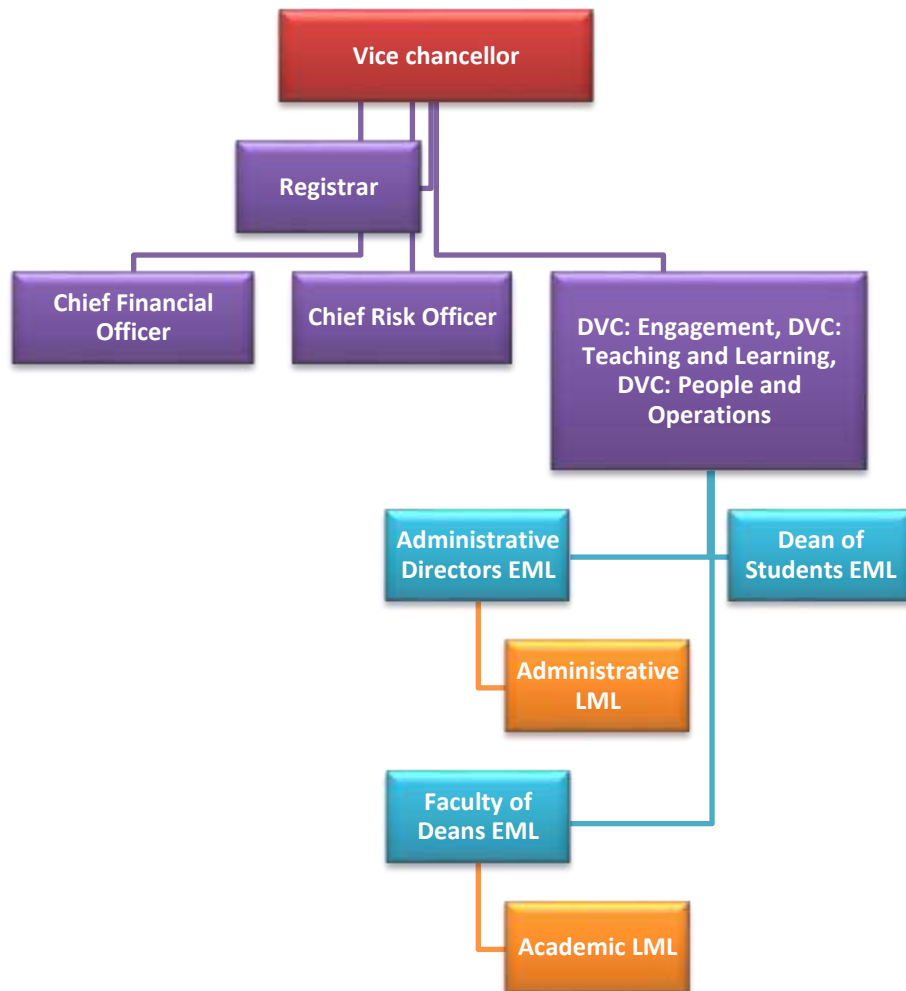 Vice chancellor
Registrar
Chief Financial
Officer
Chief Risk Officer
DVC: Engagement, DVC:
Teaching and Learning,
DVC: People and
Operations
Administrative
Directors EML
Dean of
Students EML
Administrative
LML
Faculty of
Deans EML
Academic LML